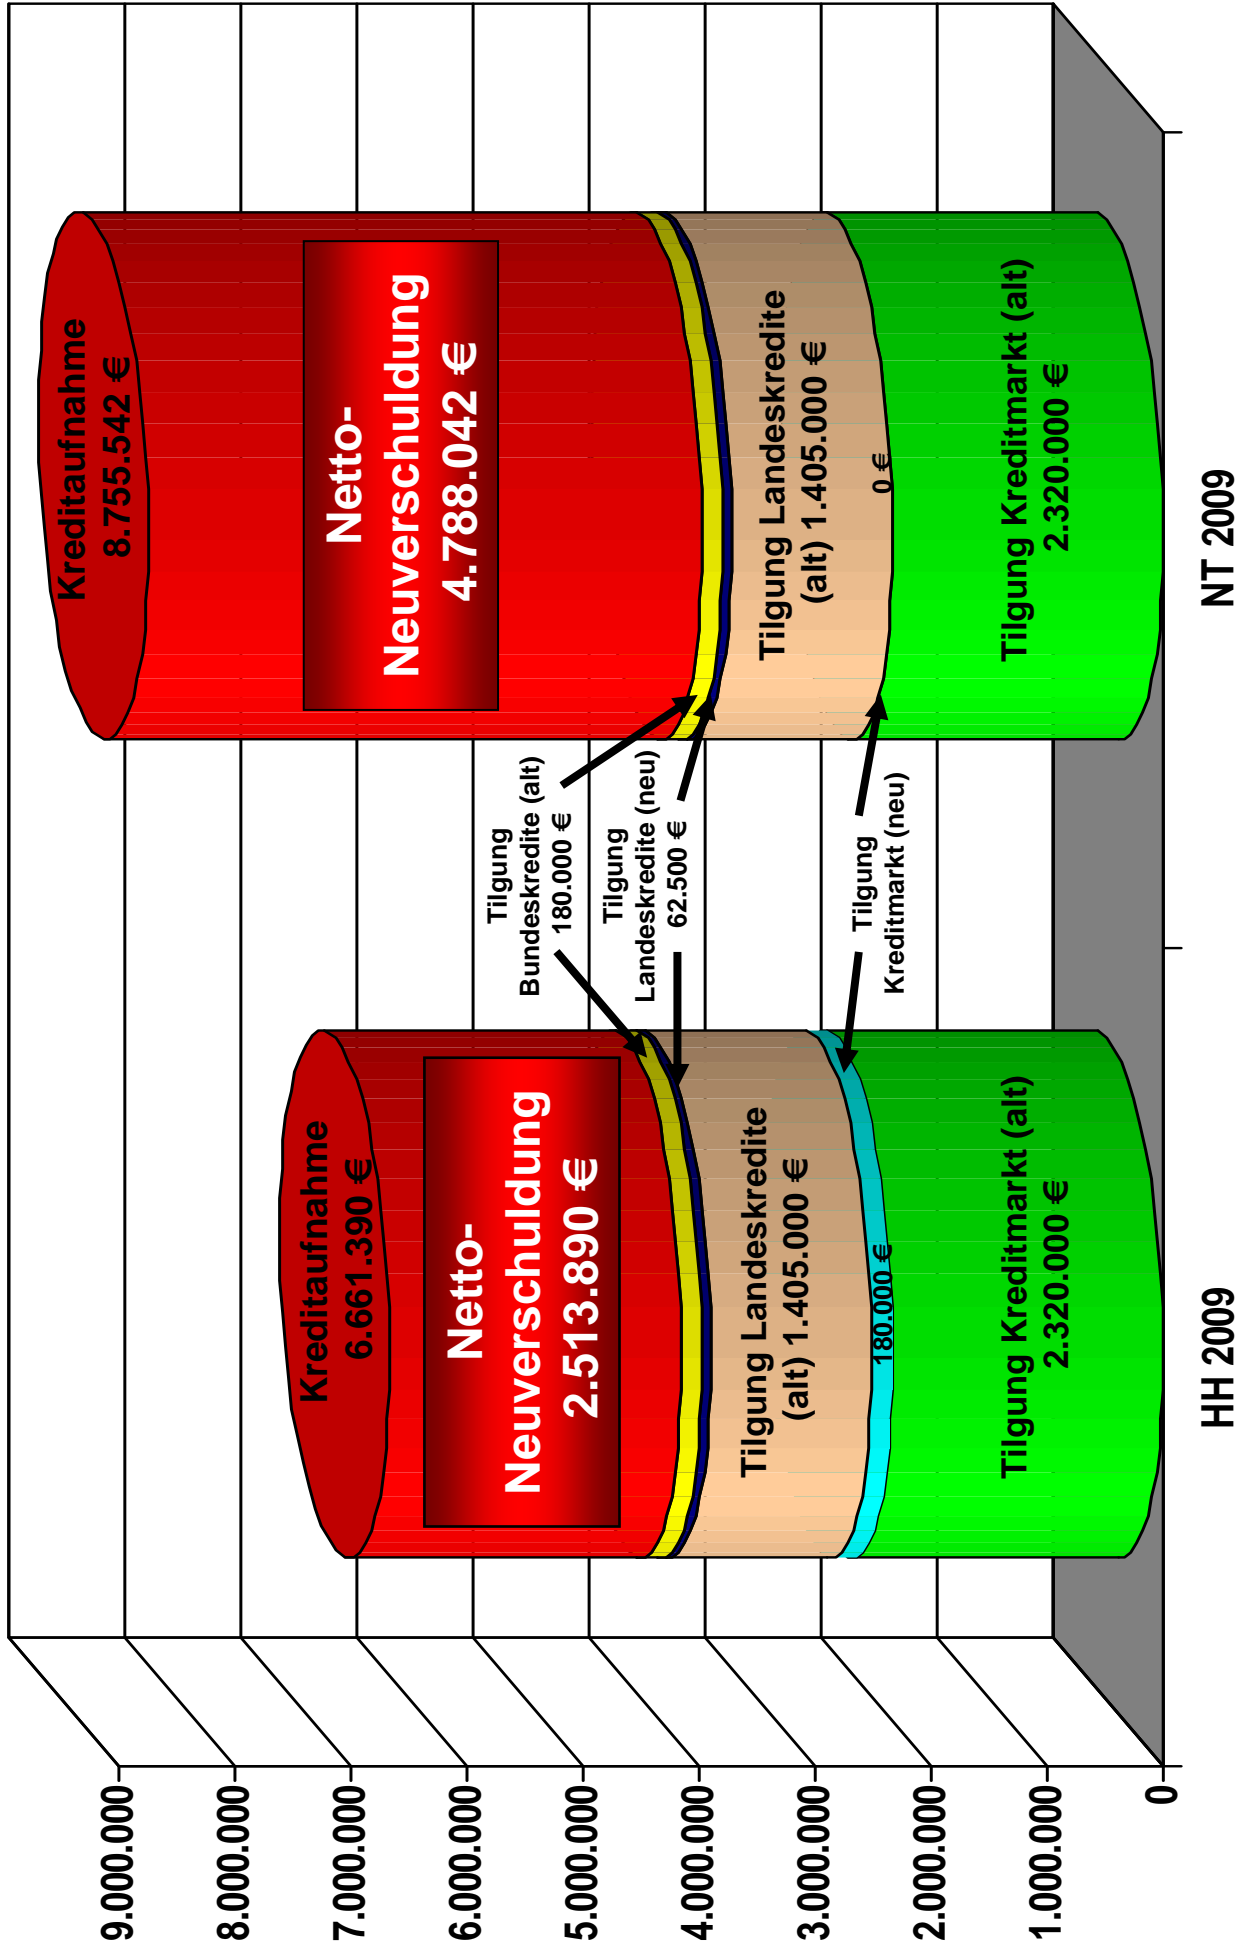 9.000.000
8.000.000
7.000.000
6.000.000
5.000.000
4.000.000
3.000.000
2.000.000
1.000.000
0
Kreditaufnahme
6.661.390 €
Netto-
Neuverschuldung
2.513.890 €
Tilgung Landeskredite
(alt) 1.405.000 €
180.000 €
Tilgung Kreditmarkt (alt)
2.320.000 €
HH 2009
Tilgung
Bundeskredite (alt)
180.000 €
Tilgung
Landeskredite (neu)
62.500 €
Tilgung
Kreditmarkt (neu)
Kreditaufnahme
8.755.542 €
Netto-
Neuverschuldung
4.788.042 €
Tilgung Landeskredite
(alt) 1.405.000 €
0 €
Tilgung Kreditmarkt (alt)
2.320.000 €
NT 2009